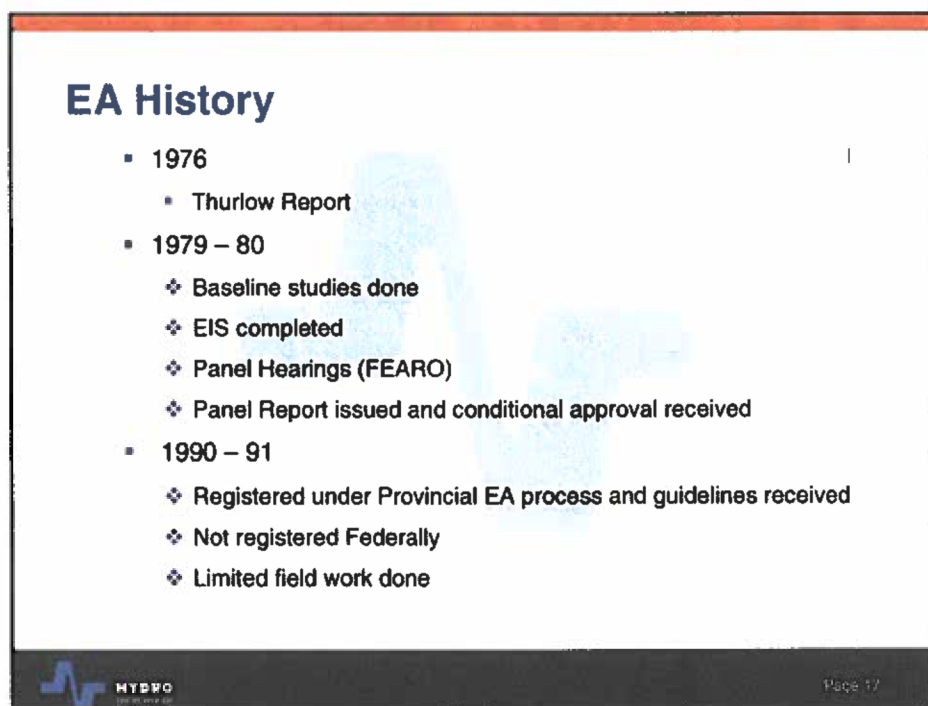 EA History
▪ 1976
▪ Thurlow Report
▪ 1979 – 80
❖ Baseline studies done
❖ EIS completed
❖ Panel Hearings (FEARO)
❖ Panel Report issued and conditional approval received
▪ 1990 – 91
❖ Registered under Provincial EA process and guidelines received
❖ Not registered Federally
❖ Limited field work done
HYDRO
Page 17